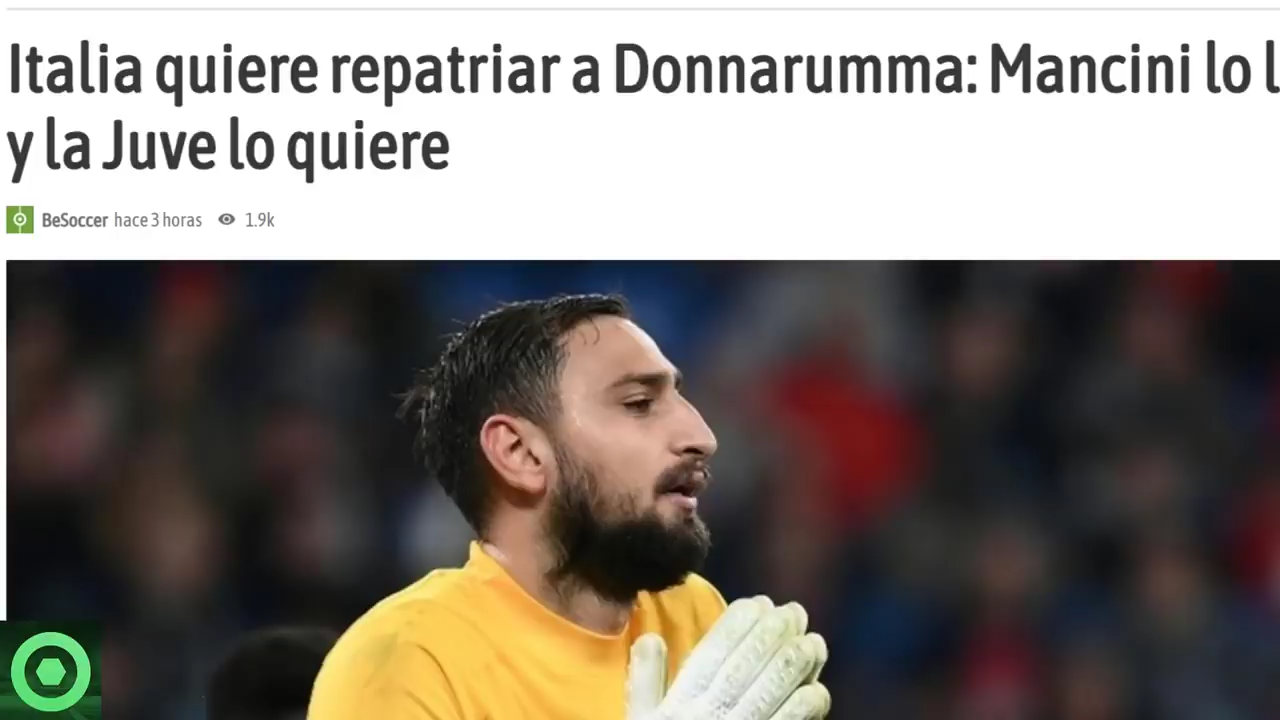 Italia quiere repatriar a Donnarumma: Mancini lo
y la Juve lo quiere
BeSoccer hace 3 horas 1.9k